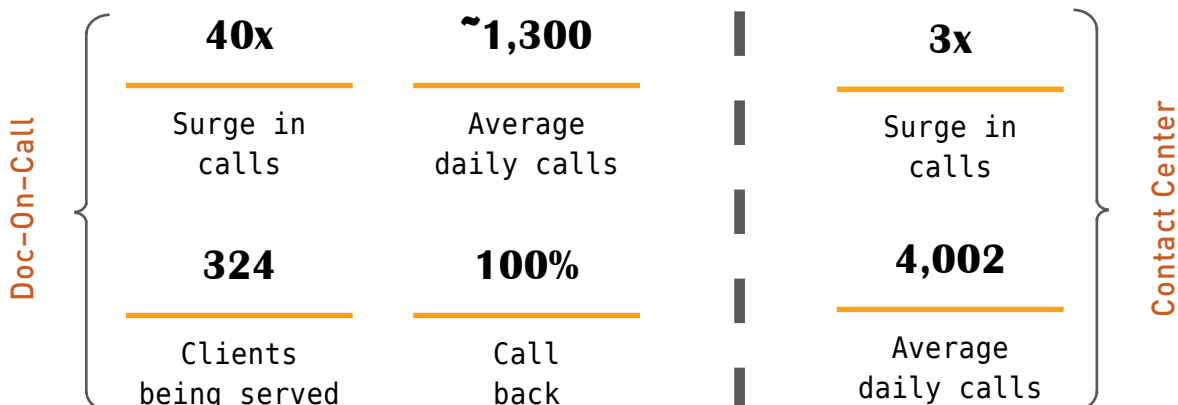 Doc-On-Call
40x
Surge in
calls
~1,300
Average
daily calls
324
Clients
being served
100%
Call
back
3x
Surge in
calls
4,002
Average
daily calls
Contact Center